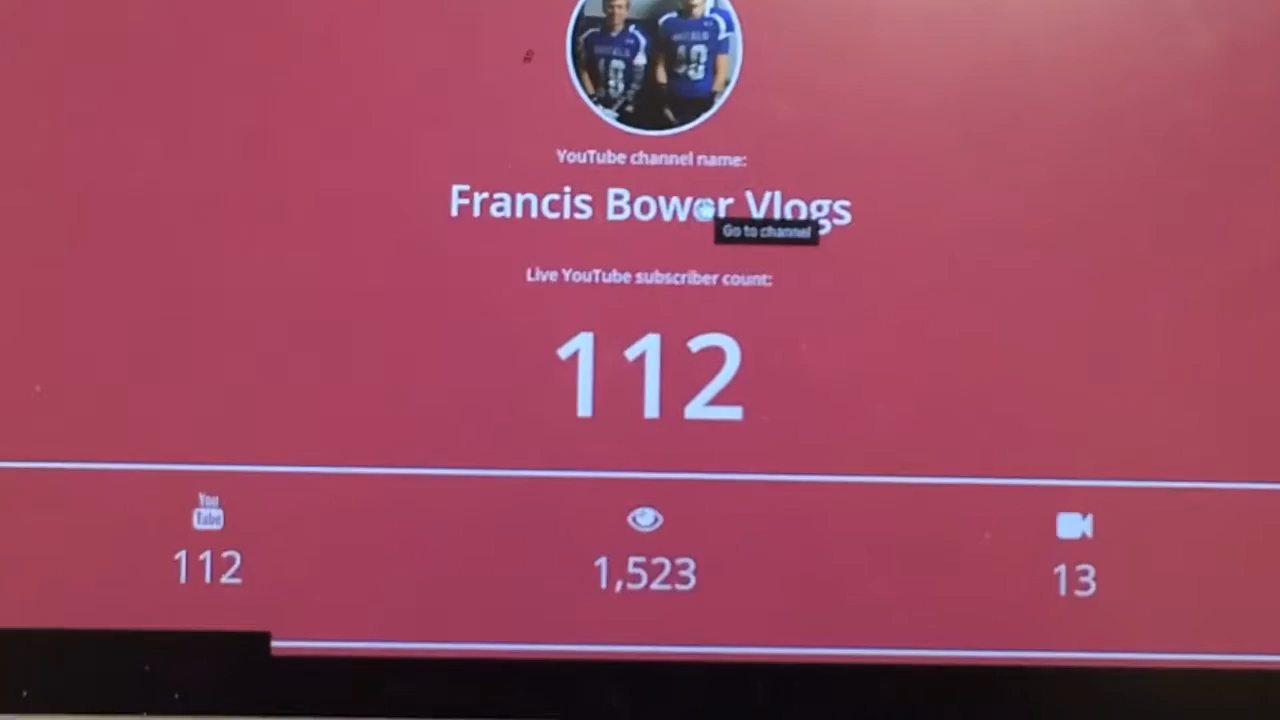 YouTube channel name:
Francis Bower Vlogs
Go to channel
Live YouTube subscriber count:
112
You
Tube
112
1,523
13